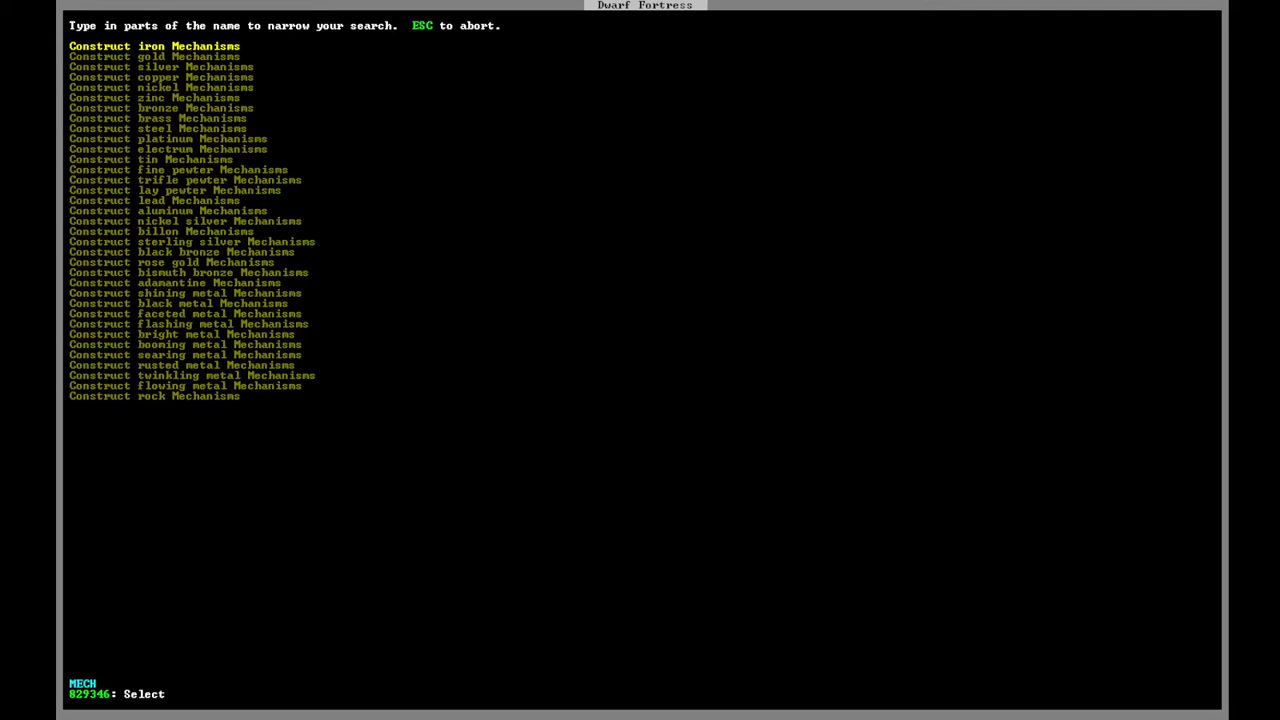 Dwarf Fortress
Type in parts of the name to narrow your search.  ESC to abort.
Construct iron Mechanisms
Construct gold Mechanisms
Construct silver Mechanisms
Construct copper Mechanisms
Construct nickel Mechanisms
Construct zinc Mechanisms
Construct bronze Mechanisms
Construct brass Mechanisms
Construct steel Mechanisms
Construct platinum Mechanisms
Construct electrum Mechanisms
Construct tin Mechanisms
Construct fine pewter Mechanisms
Construct trifle pewter Mechanisms
Construct lay pewter Mechanisms
Construct lead Mechanisms
Construct aluminum Mechanisms
Construct nickel silver Mechanisms
Construct billon Mechanisms
Construct sterling silver Mechanisms
Construct black bronze Mechanisms
Construct rose gold Mechanisms
Construct bismuth bronze Mechanisms
Construct adamantine Mechanisms
Construct shining metal Mechanisms
Construct black metal Mechanisms
Construct faceted metal Mechanisms
Construct flashing metal Mechanisms
Construct bright metal Mechanisms
Construct booming metal Mechanisms
Construct searing metal Mechanisms
Construct rusted metal Mechanisms
Construct twinkling metal Mechanisms
Construct flowing metal Mechanisms
Construct rock Mechanisms
MECH
829346: Select